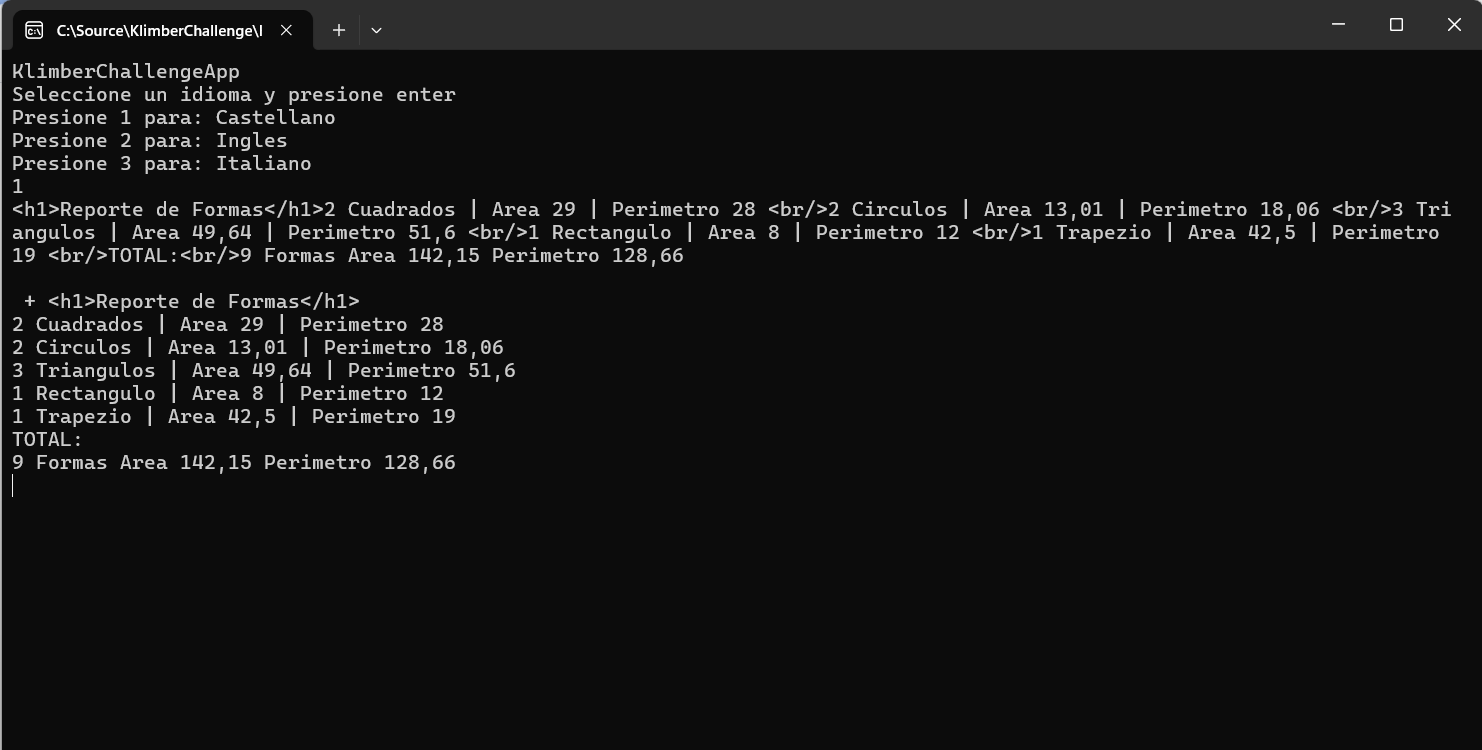 C:\Source\KlimberChallenge\I
KlimberChallengeApp
Seleccione un idioma y presione enter
Presione 1 para: Castellano
Presione 2 para: Ingles
Presione 3 para: Italiano
1
<h1>Reporte de Formas</h1>2 Cuadrados | Area 29 | Perimetro 28 <br/>2 Circulos | Area 13,01 | Perimetro 18,06 <br/>3 Tri
angulos | Area 49,64 | Perimetro 51,6 <br/>1 Rectangulo | Area 8 | Perimetro 12 <br/>1 Trapezio | Area 42,5 | Perimetro
19 <br/>TOTAL:<br/>9 Formas Area 142,15 Perimetro 128,66
+ <h1>Reporte de Formas</h1>
2 Cuadrados | Area 29 | Perimetro 28
2 Circulos | Area 13,01 | Perimetro 18,06
3 Triangulos | Area 49,64 | Perimetro 51,6
1 Rectangulo | Area 8 | Perimetro 12
1 Trapezio | Area 42,5 | Perimetro 19
TOTAL:
9 Formas Area 142,15 Perimetro 128,66